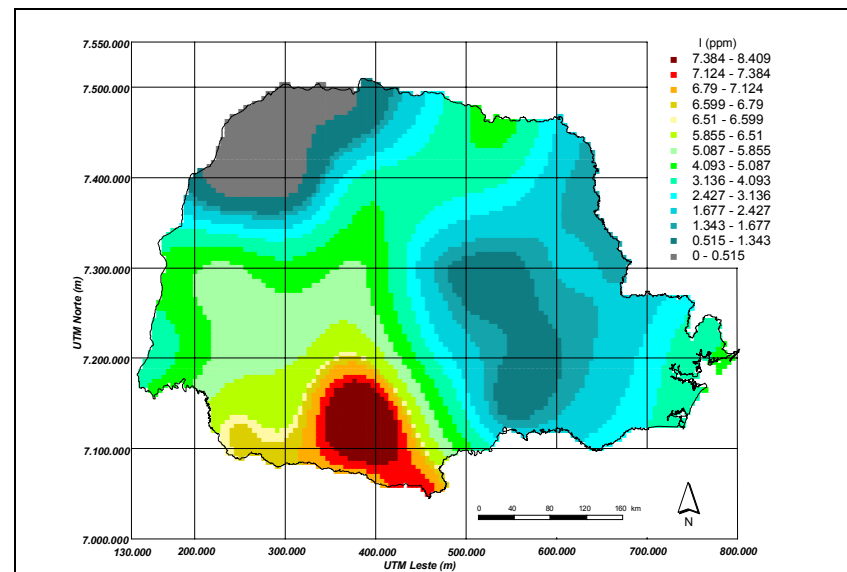 7.550.000
7.500.000
7.400.000
7.300.000
7.200.000
7.100.000
7.000.000
UTM Norte (m)
130.000 200.000 300.000 400.000 500.000 600.000 700.000 800.000
UTM Leste (m)
I (ppm)
7.384 - 8.409
7.124 - 7.384
6.79 - 7.124
6.599 - 6.79
6.51 - 6.599
5.855 - 6.51
5.087 - 5.855
4.093 - 5.087
3.136 - 4.093
2.427 - 3.136
1.677 - 2.427
1.343 - 1.677
0.515 - 1.343
0 - 0.515
0 40 80 120 160 km
N